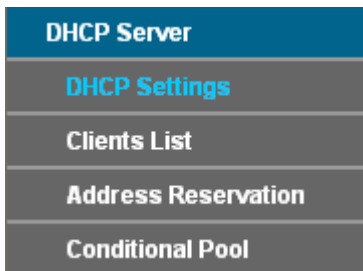 DHCP Server
DHCP Settings
Clients List
Address Reservation
Conditional Pool